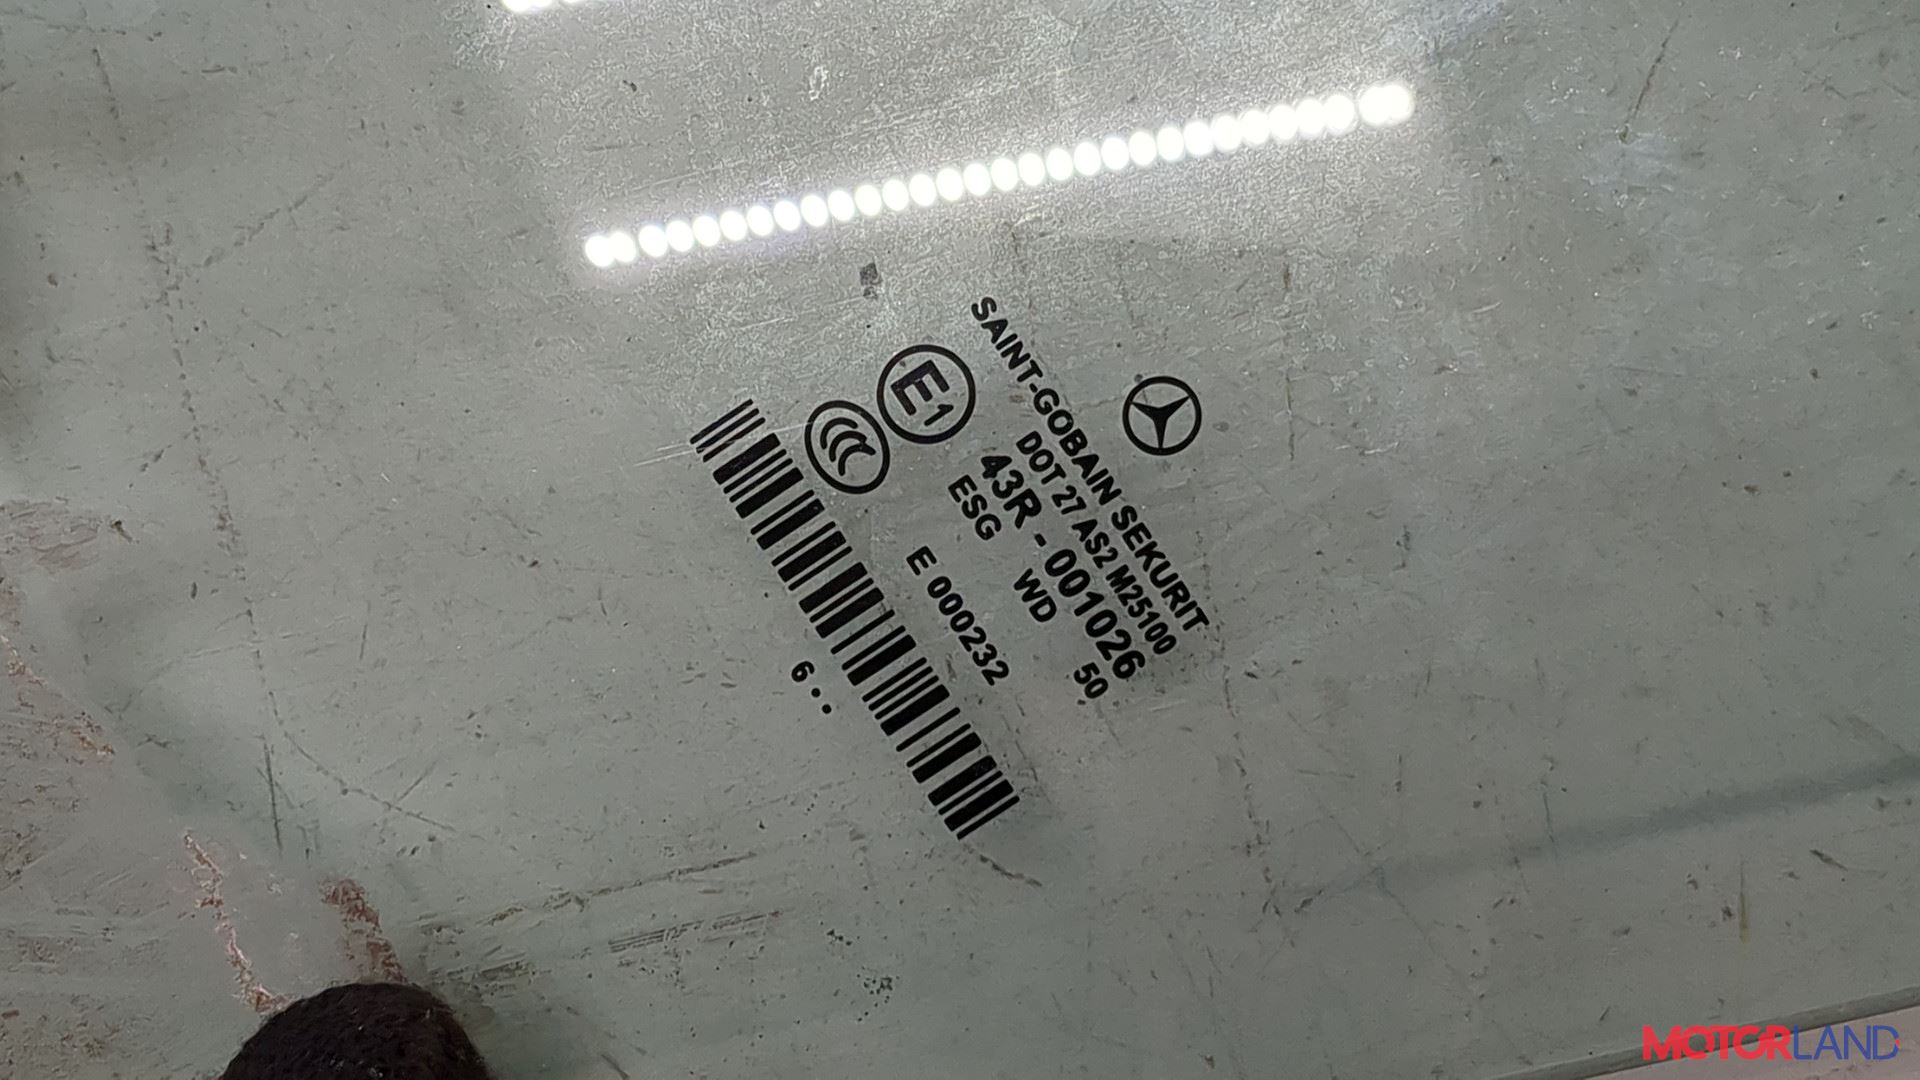 SAINT-GOBAIN SEKURIT
DOT 27 AS2 M25100
43R - 001026
ESG WD 50
E1
E 000232
6 ..
MOTORLAND